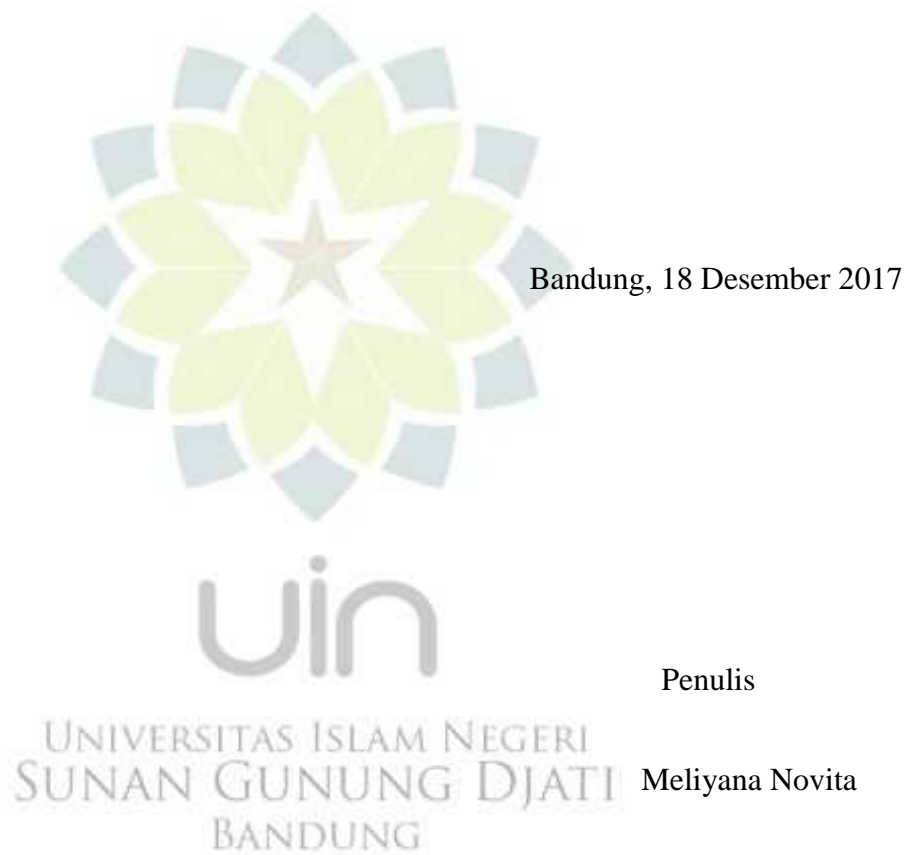 Bandung, 18 Desember 2017
uin
Penulis
UNIVERSITAS ISLAM NEGERI
SUNAN GUNUNG DJATI
Meliyana Novita
BANDUNG